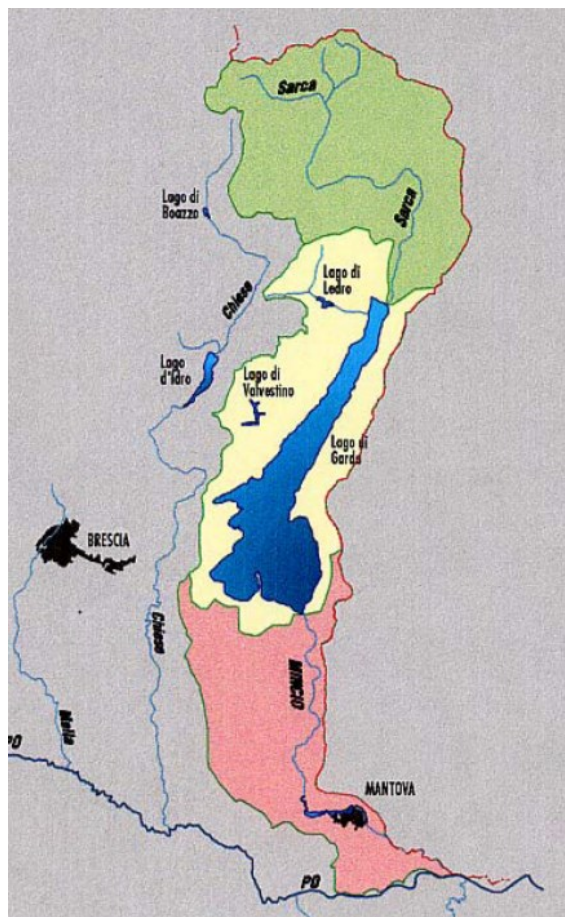 Sarca
Sarca
Lago di
Boazzo
Lago di
Ledro
Chiese
Lago
d'Idro
Lago di
Valvestino
Lago di
Garda
BRESCIA
Chiese
MINCIO
Mella
PO
MANTOVA
PO